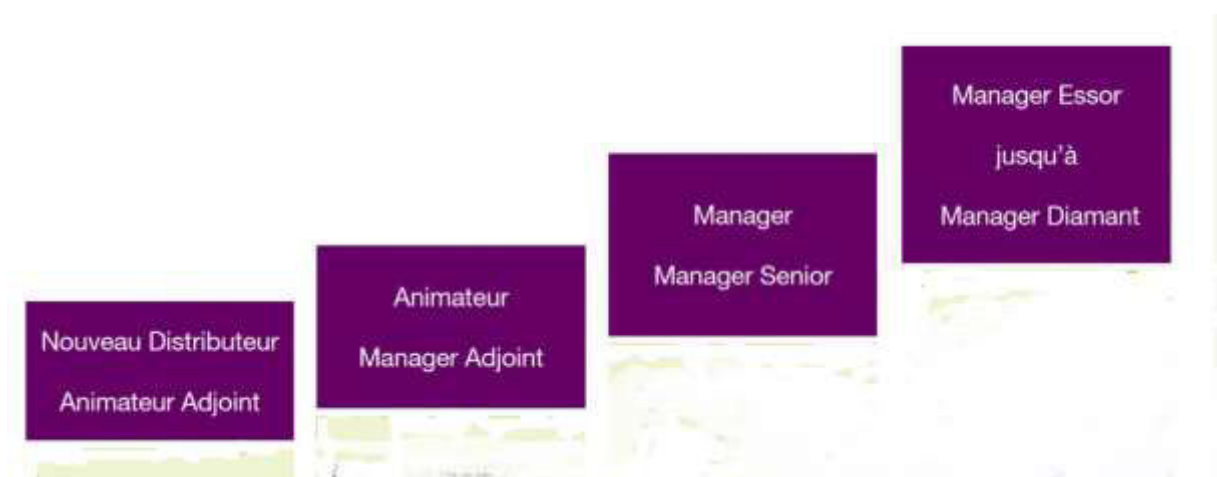 Nouveau Distributeur
Animateur Adjoint
Animateur
Manager Adjoint
Manager
Manager Senior
Manager Essor
jusqu'à
Manager Diamant